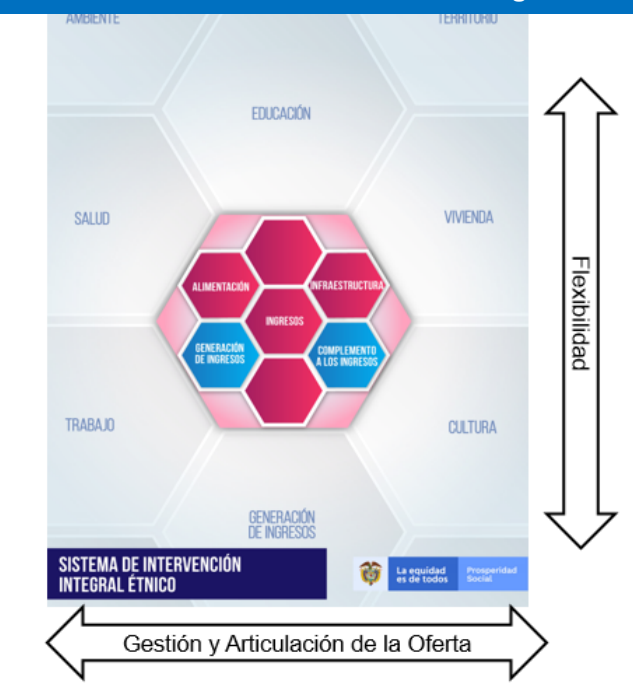 AMBIENTE
TERRITORIO
EDUCACIÓN
SALUD
VIVIENDA
ALIMENTACIÓN
INFRAESTRUCTURA
INGRESOS
GENERACIÓN
DE INGRESOS
COMPLEMENTO
A LOS INGRESOS
TRABAJO
CULTURA
GENERACIÓN
DE INGRESOS
SISTEMA DE INTERVENCIÓN
INTEGRAL ÉTNICO
La equidad
es de todos
Prosperidad
Social
Flexibilidad
Gestión y Articulación de la Oferta